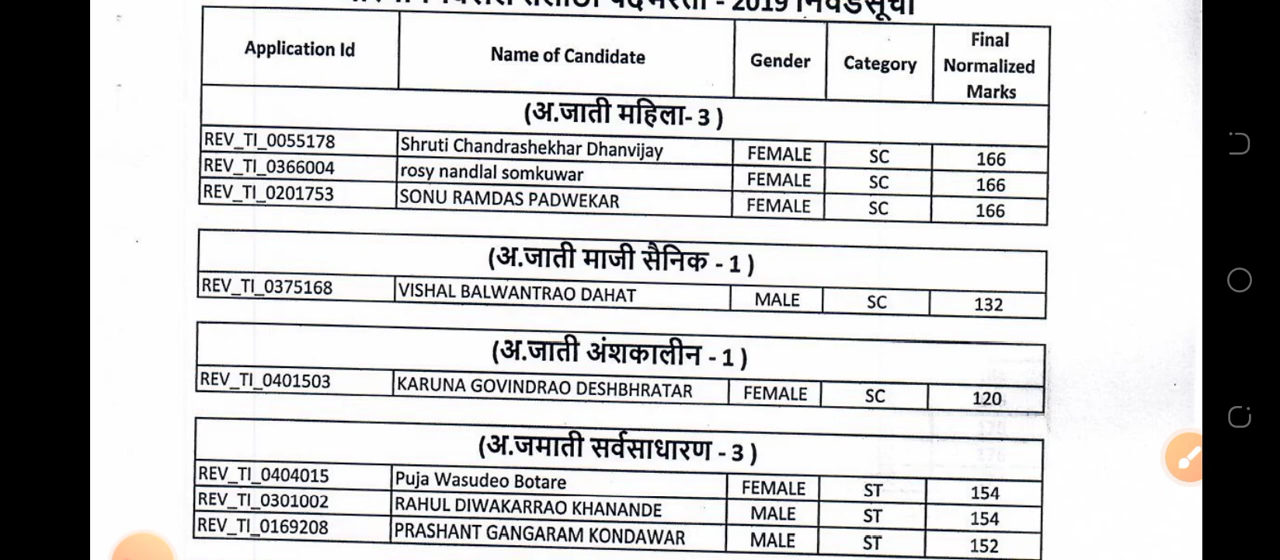 - 2019 निवडसूची
Application Id Name of Candidate Gender Category Final Normalized Marks
(अ.जाती महिला- 3 )
REV_TI_0055178 Shruti Chandrashekhar Dhanvijay FEMALE SC 166
REV_TI_0366004 rosy nandlal somkuwar FEMALE SC 166
REV_TI_0201753 SONU RAMDAS PADWEKAR FEMALE SC 166
(अ.जाती माजी सैनिक - 1 )
REV_TI_0375168 VISHAL BALWANTRAO DAHAT MALE SC 132
(अ.जाती अंशकालीन - 1 )
REV_TI_0401503 KARUNA GOVINDRAO DESHBHRATAR FEMALE SC 120
(अ.जमाती सर्वसाधारण - 3 )
REV_TI_0404015 Puja Wasudeo Botare FEMALE ST 154
REV_TI_0301002 RAHUL DIWAKARRAO KHANANDE MALE ST 154
REV_TI_0169208 PRASHANT GANGARAM KONDAWAR MALE ST 152